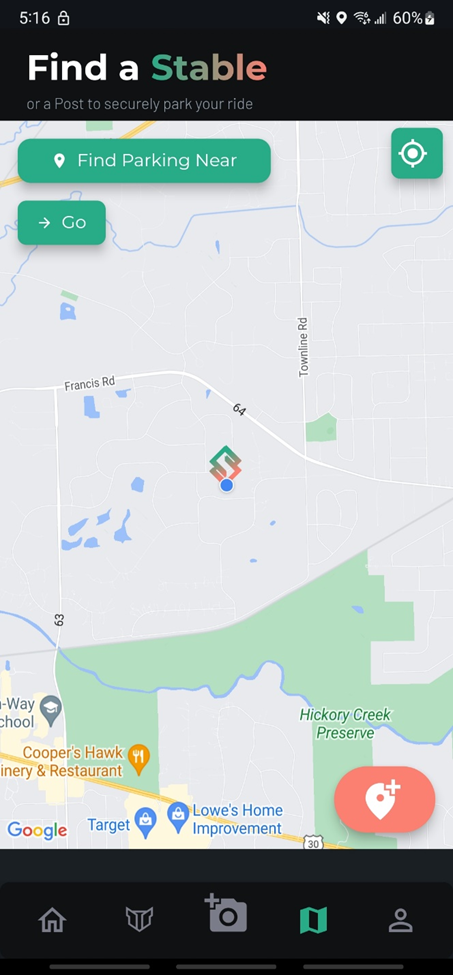 5:16
60%
Find a Stable
or a Post to securely park your ride
Find Parking Near
Go
Townline Rd
Francis Rd
64
63
-Way
chool
Hickory Creek
Preserve
Cooper's Hawk
inery & Restaurant
Google
Target
Lowe's Home
Improvement
30